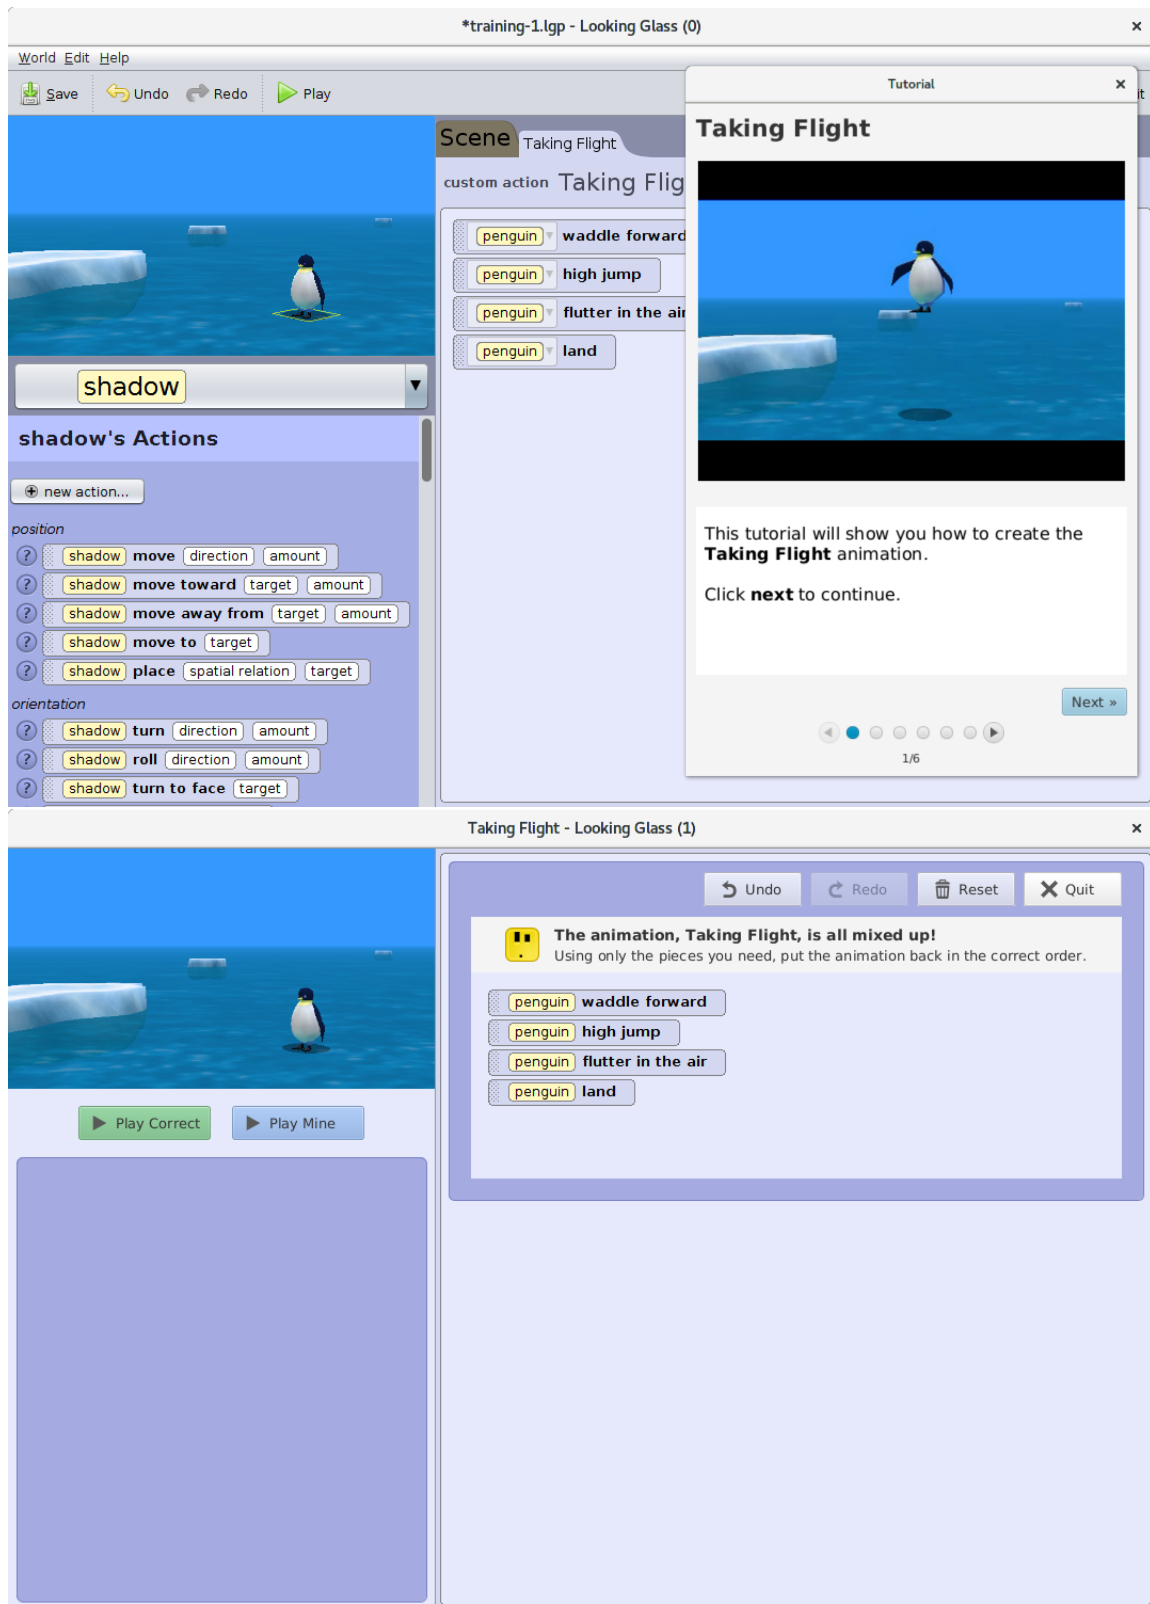 *training-1.lgp - Looking Glass (0)
World Edit Help
Save Undo Redo Play
Scene Taking Flight
custom action Taking Flig
penguin waddle forward
penguin high jump
penguin flutter in the air
penguin land
shadow
shadow's Actions
new action...
position
? shadow move direction amount
? shadow move toward target amount
? shadow move away from target amount
? shadow move to target
? shadow place spatial relation target
orientation
? shadow turn direction amount
? shadow roll direction amount
? shadow turn to face target
Tutorial
it
Taking Flight
This tutorial will show you how to create the
Taking Flight animation.
Click next to continue.
Next »
1/6
Taking Flight - Looking Glass (1)
Undo Redo Reset Quit
The animation, Taking Flight, is all mixed up!
Using only the pieces you need, put the animation back in the correct order.
penguin waddle forward
penguin high jump
penguin flutter in the air
penguin land
Play Correct Play Mine